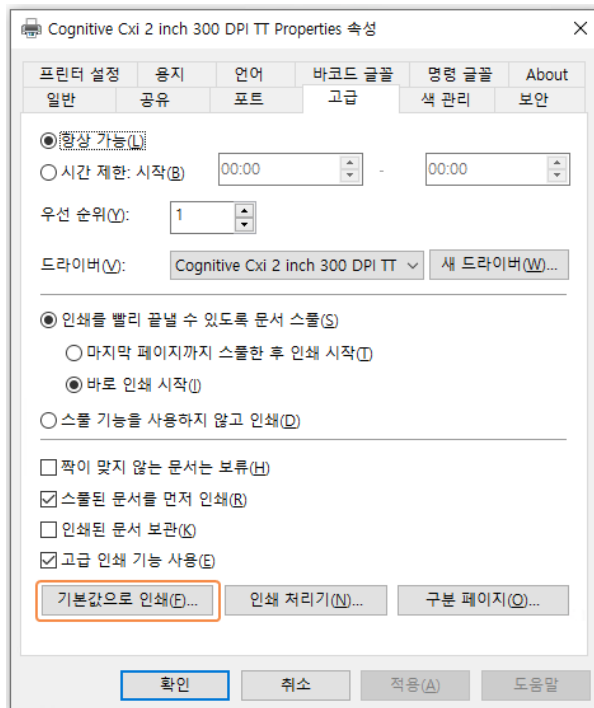 Cognitive Cxi 2 inch 300 DPI TT Properties 속성
프린터 설정 용지 언어 바코드 글꼴 명령 글꼴 About
일반 공유 포트 고급 색 관리 보안
항상 가능(L)
시간 제한: 시작(B) 00:00 - 00:00
우선 순위(Y): 1
드라이버(V): Cognitive Cxi 2 inch 300 DPI TT 새 드라이버(W)...
인쇄를 빨리 끝낼 수 있도록 문서 스풀(S)
마지막 페이지까지 스풀한 후 인쇄 시작(T)
바로 인쇄 시작(I)
스풀 기능을 사용하지 않고 인쇄(D)
짝이 맞지 않는 문서는 보류(H)
스풀된 문서를 먼저 인쇄(R)
인쇄된 문서 보관(K)
고급 인쇄 기능 사용(E)
기본값으로 인쇄(F)... 인쇄 처리기(N)... 구분 페이지(O)...
확인 취소 적용(A) 도움말